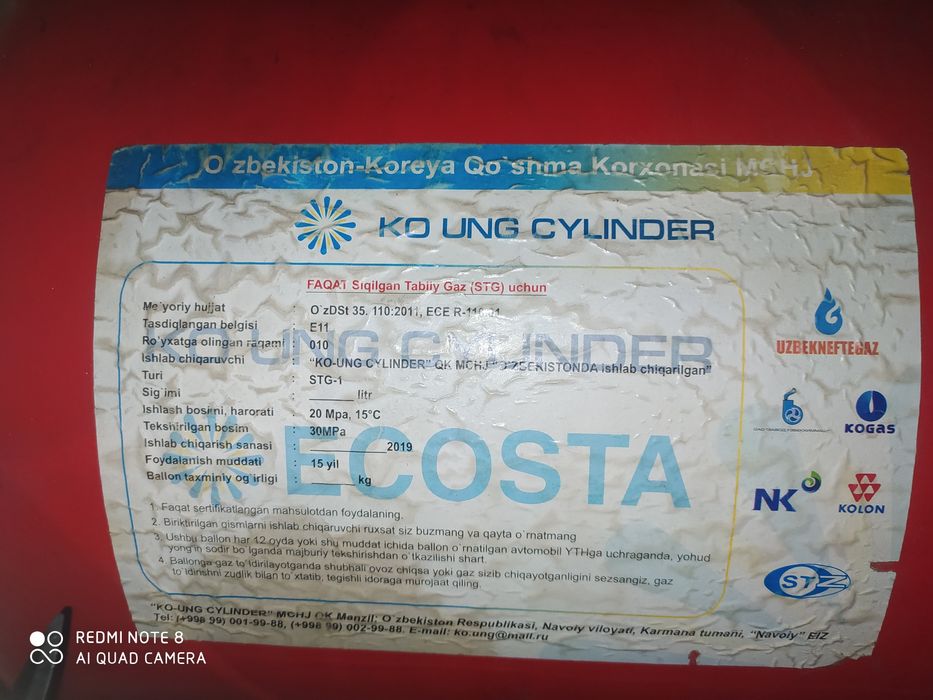 O'zbekiston-Koreya Qo'shma Korxonasi MCHJ
KO UNG CYLINDER
FAQAT Siqilgan Tabiiy Gaz (STG) uchun
Me`yoriy hujjat : O`zDSt 35. 110:2011, ECE R-110.01
Tasdiqlangan belgisi : E11
Ro`yxatga olingan raqami : 010
Ishlab chiqaruvchi : "KO-UNG CYLINDER" QK MCHJ "O`ZBEKISTONDA ishlab chiqarilgan"
Turi : STG-1
Sig`imi : ______ litr
Ishlash bosimi, harorati : 20 Mpa, 15°C
Tekshirilgan bosim : 30MPa
Ishlab chiqarish sanasi : __________2019
Foydalanish muddati : 15 yil
Ballon taxminiy og`irligi : ______ kg
KO UNG CYLINDER
ECOSTA
1. Faqat sertifikatlangan mahsulotdan foydalaning.
2. Biriktirilgan qismlarni ishlab chiqaruvchi ruxsat siz buzmang va qayta o`rnatmang
3. Ushbu ballon har 12 oyda yoki shu muddat ichida ballon o`rnatilgan avtomobil YTHga uchraganda, yohud
yong'in sodir bo`lganda majburiy tekshirishdan o`tkazilishi shart.
4. Ballonga gaz to`ldirilayotganda shubhali ovoz chiqsa yoki gaz sizib chiqayotganligini sezsangiz, gaz
to`ldirishni zudlik bilan to`xtatib, tegishli idoraga murojaat qiling.
UZBEKNEFTEGAZ
KOGAS
NK
KOLON
STZ
"KO-UNG CYLINDER" MCHJ QK Manzil: O`zbekiston Respublikasi, Navoiy viloyati, Karmana tumani, "Navoiy" EIZ
Tel: (+998 99) 001-99-88, (+998 99) 002-99-88. E-mail: ko.ung@mail.ru
REDMI NOTE 8
AI QUAD CAMERA